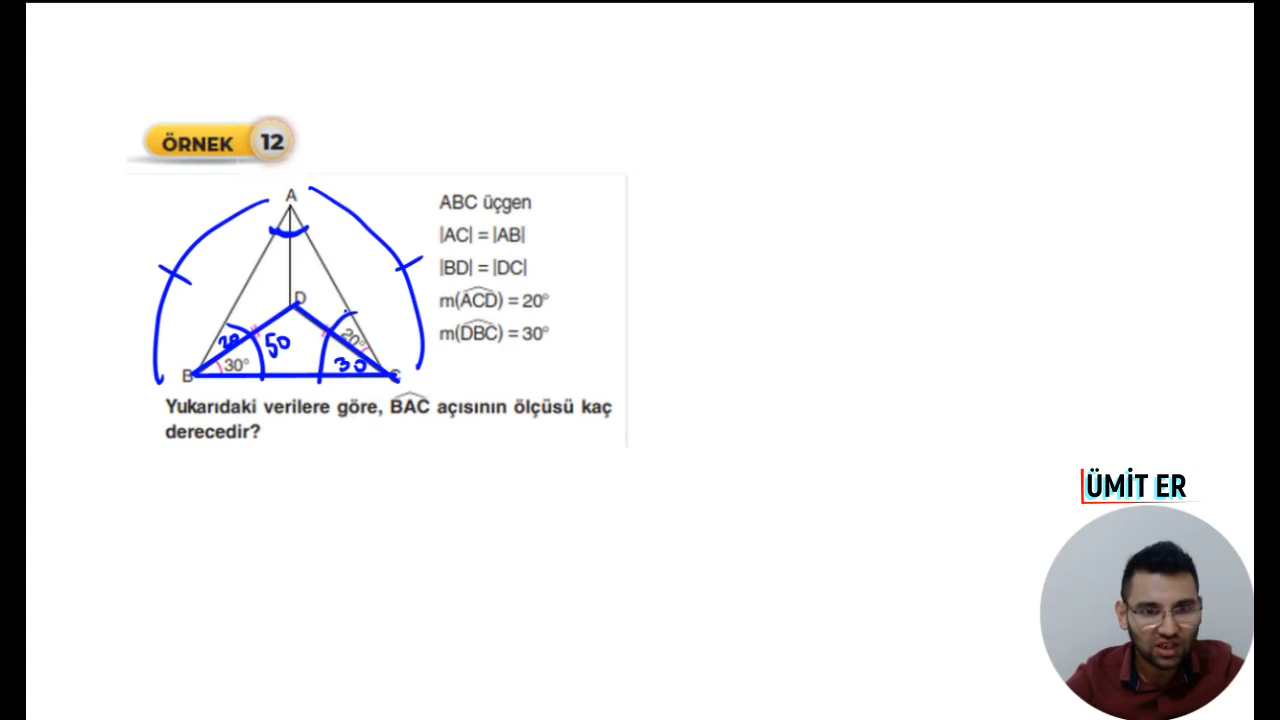 ÖRNEK 12
A
ABC üçgen
|AC| = |AB|
|BD| = |DC|
m(ACD) = 20°
m(DBC) = 30°
D
20 50 20°
B 30° 30 C
Yukarıdaki verilere göre, BAC açısının ölçüsü kaç
derecedir?
ÜMİT ER